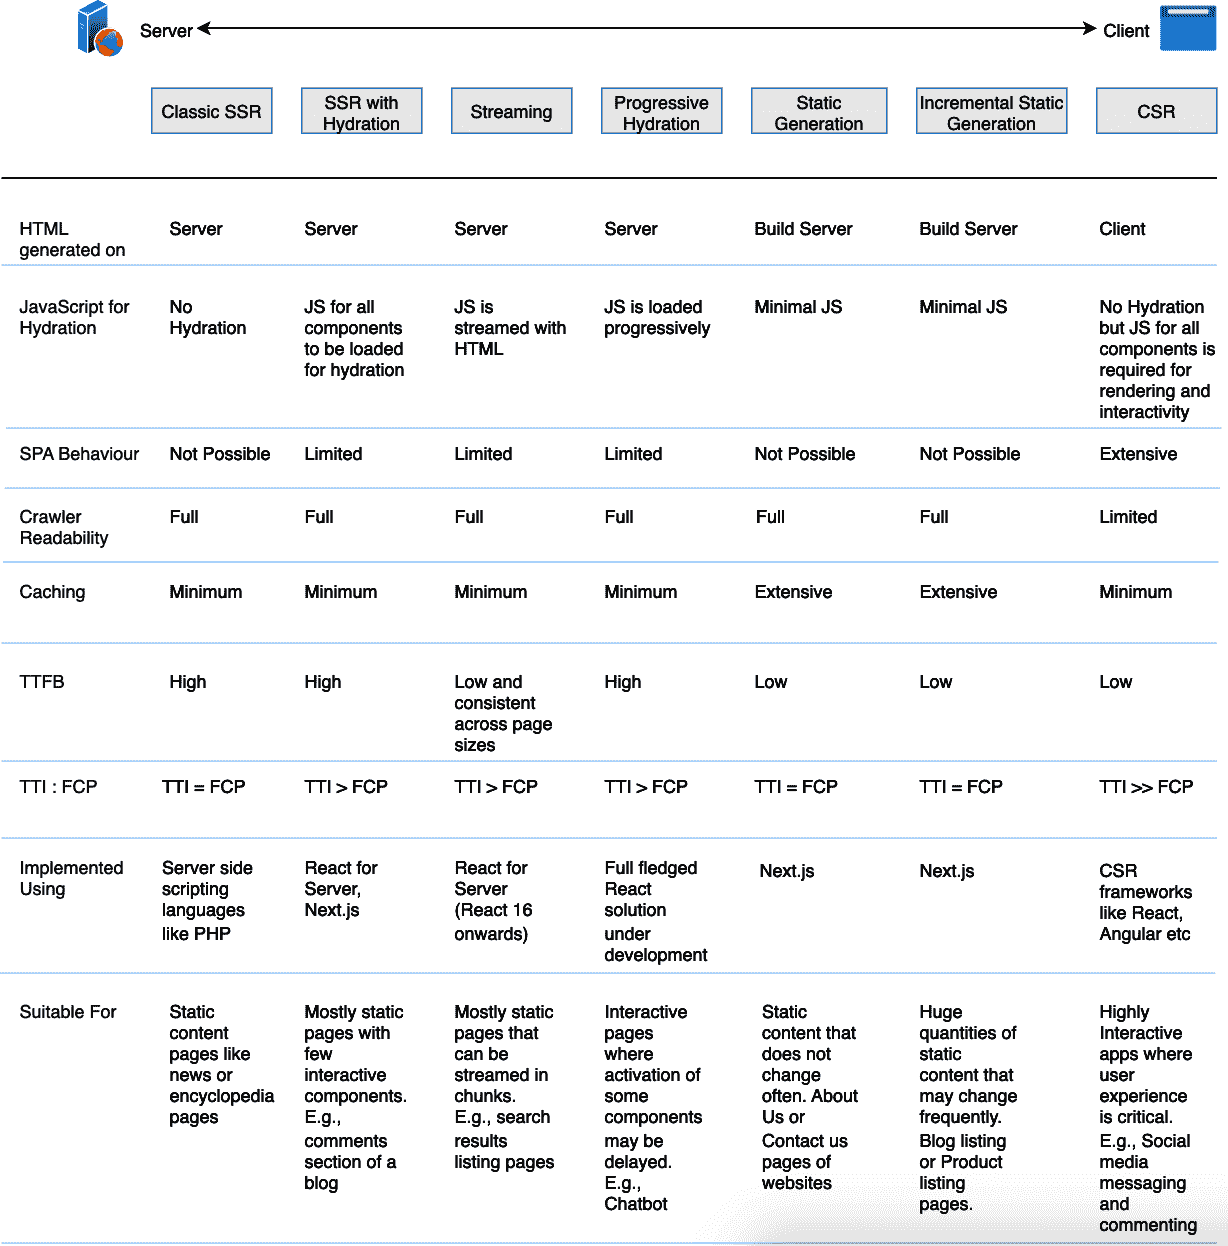 Server
Client
Classic SSR
SSR with
Hydration
Streaming
Progressive
Hydration
Static
Generation
Incremental Static
Generation
CSR
HTML
generated on
Server
Server
Server
Server
Build Server
Build Server
Client
JavaScript for
Hydration
No
Hydration
JS for all
components
to be loaded
for hydration
JS is
streamed with
HTML
JS is loaded
progressively
Minimal JS
Minimal JS
No Hydration
but JS for all
components is
required for
rendering and
interactivity
SPA Behaviour
Not Possible
Limited
Limited
Limited
Not Possible
Not Possible
Extensive
Crawler
Readability
Full
Full
Full
Full
Full
Full
Limited
Caching
Minimum
Minimum
Minimum
Minimum
Extensive
Extensive
Minimum
TTFB
High
High
Low and
consistent
across page
sizes
High
Low
Low
Low
TTI : FCP
TTI = FCP
TTI > FCP
TTI > FCP
TTI > FCP
TTI = FCP
TTI = FCP
TTI >> FCP
Implemented
Using
Server side
scripting
languages
like PHP
React for
Server,
Next.js
React for
Server
(React 16
onwards)
Full fledged
React
solution
under
development
Next.js
Next.js
CSR
frameworks
like React,
Angular etc
Suitable For
Static
content
pages like
news or
encyclopedia
pages
Mostly static
pages with
few
interactive
components.
E.g.,
comments
section of a
blog
Mostly static
pages that
can be
streamed in
chunks.
E.g., search
results
listing pages
Interactive
pages
where
activation of
some
components
may be
delayed.
E.g.,
Chatbot
Static
content that
does not
change
often. About
Us or
Contact us
pages of
websites
Huge
quantities of
static
content that
may change
frequently.
Blog listing
or Product
listing
pages.
Highly
Interactive
apps where
user
experience
is critical.
E.g., Social
media
messaging
and
commenting